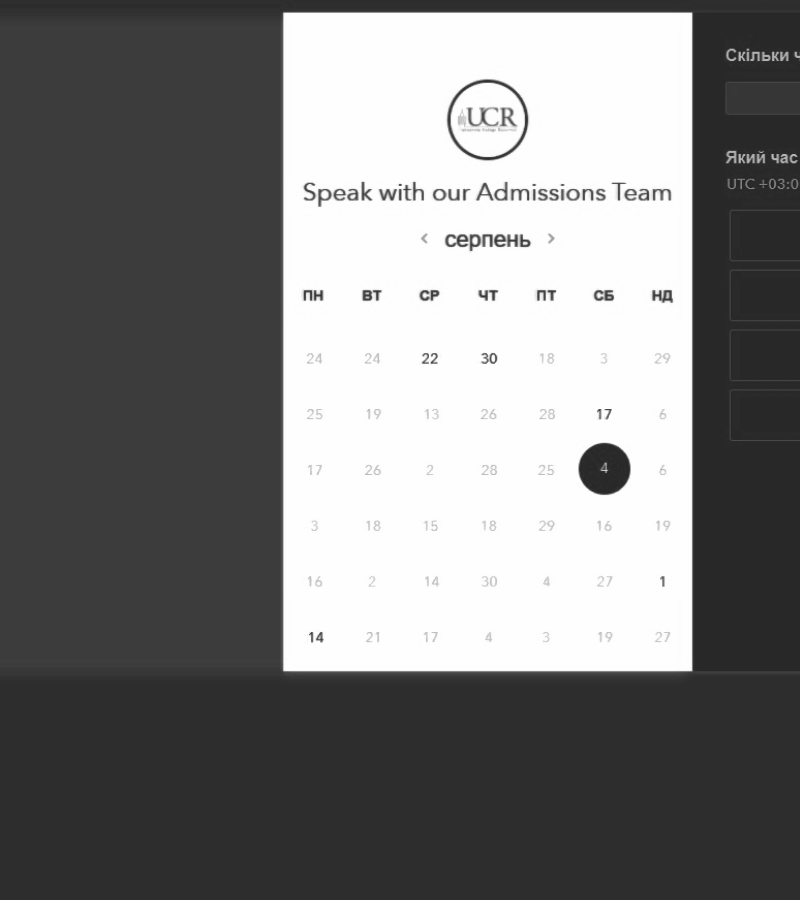 UCR
Speak with our Admissions Team
‹ серпень ›
ПН ВТ СР ЧТ ПТ СБ НД
24 24 22 30 18 3 29
25 19 13 26 28 17 6
17 26 2 28 25 4 6
3 18 15 18 29 16 19
16 2 14 30 4 27 1
14 21 17 4 3 19 27
Скільки ч
Який час
UTC +03:0